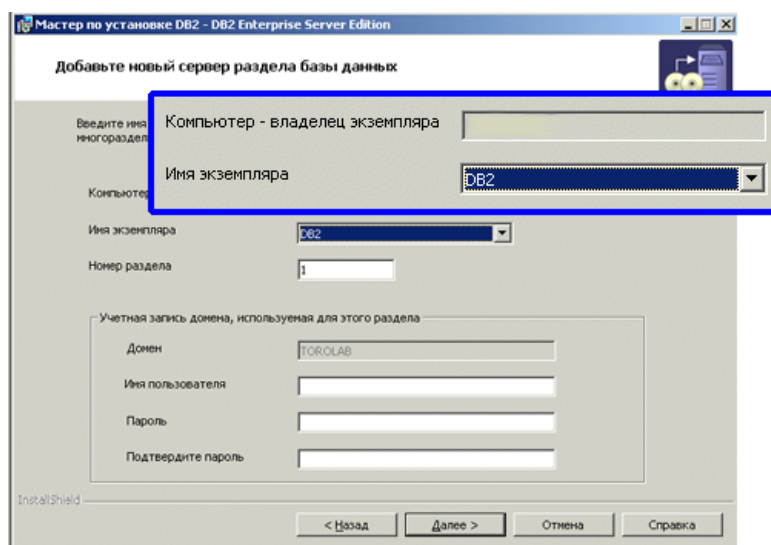 Мастер по установке DB2 - DB2 Enterprise Server Edition
Добавьте новый сервер раздела базы данных
Введите имя
многораздел
Компьютер - владелец экземпляра
Имя экземпляра
DB2
Компьютер
Имя экземпляра
DB2
Номер раздела
1
Учетная запись домена, используемая для этого раздела
Домен
TOROLAB
Имя пользователя
Пароль
Подтвердите пароль
InstallShield
< Назад
Далее >
Отмена
Справка